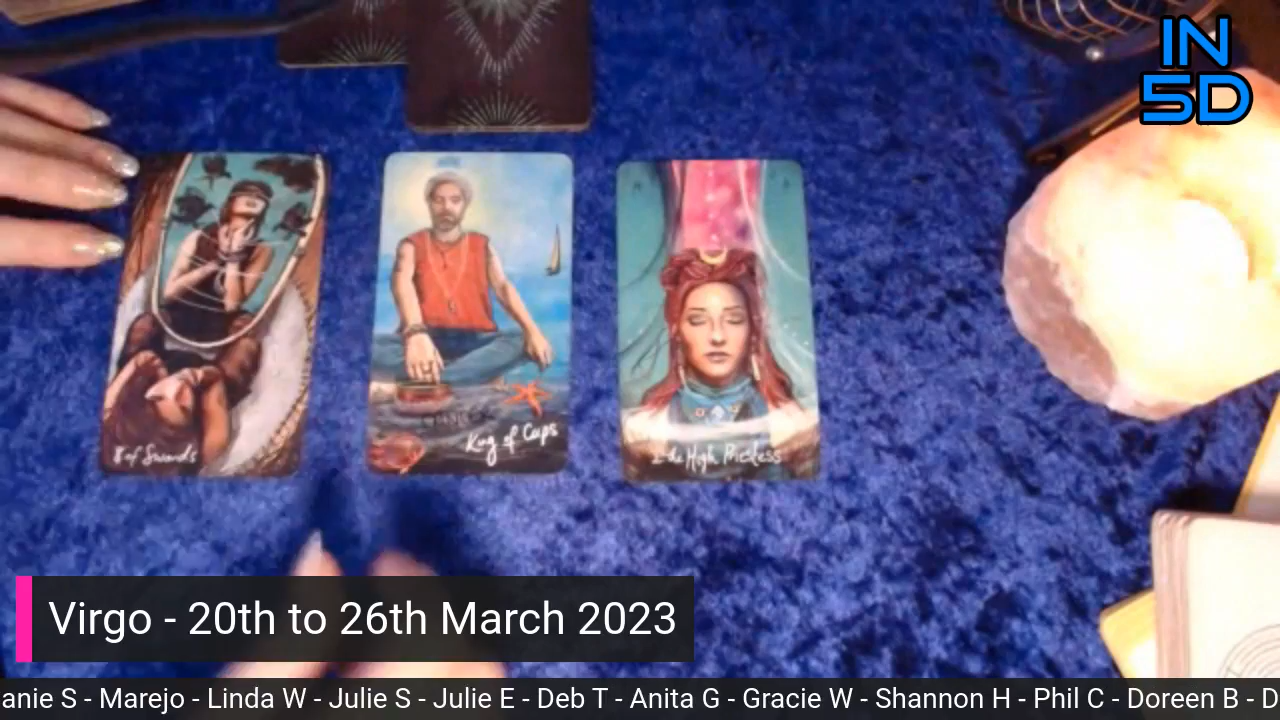 IN
5D
8 of Swords
King of Cups
2 the High Priestess
Virgo - 20th to 26th March 2023
anie S - Marejo - Linda W - Julie S - Julie E - Deb T - Anita G - Gracie W - Shannon H - Phil C - Doreen B - D